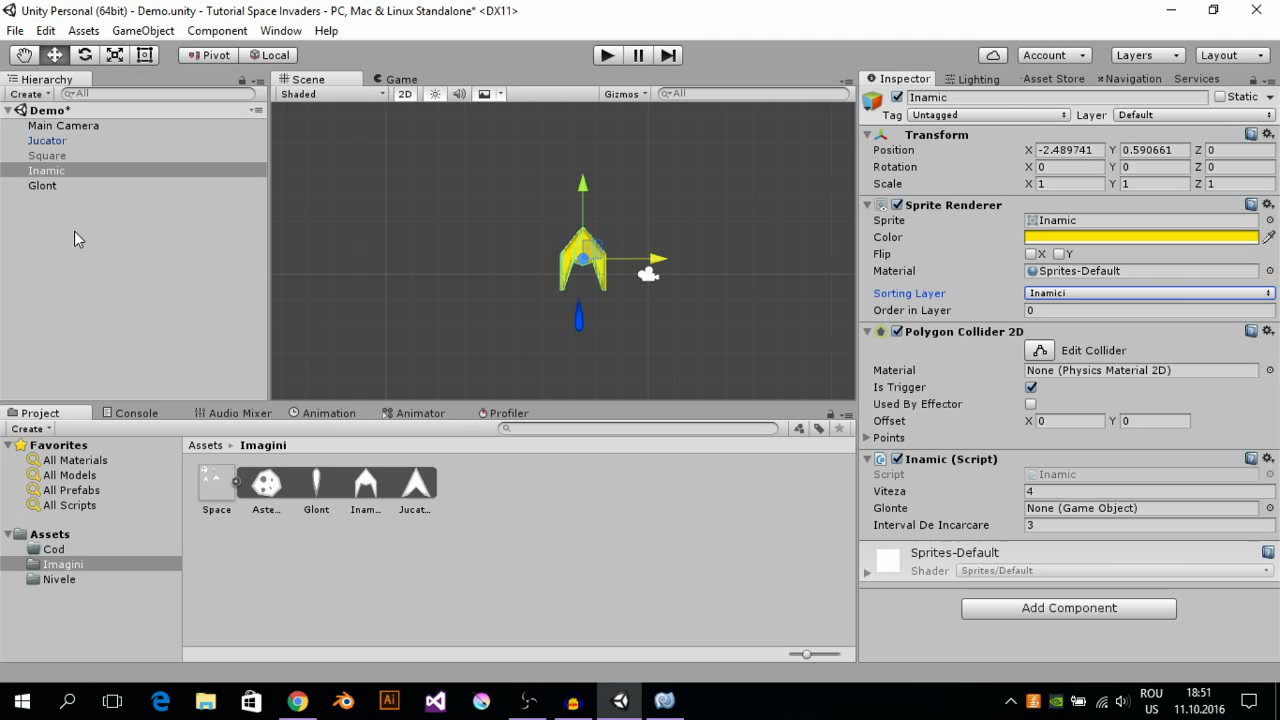 Unity Personal (64bit) - Demo.unity - Tutorial Space Invaders - PC, Mac & Linux Standalone* <DX11>
File Edit Assets GameObject Component Window Help
Pivot Local Account Layers Layout
Hierarchy
Create All
Demo*
Main Camera
Jucator
Square
Inamic
Glont
Scene Game
Shaded 2D Gizmos All
Inspector Lighting Asset Store Navigation Services
Inamic Static
Tag Untagged Layer Default
Transform
Position X -2.489741 Y 0.590661 Z 0
Rotation X 0 Y 0 Z 0
Scale X 1 Y 1 Z 1
Sprite Renderer
Sprite Inamic
Color
Flip X Y
Material Sprites-Default
Sorting Layer Inamici
Order in Layer 0
Polygon Collider 2D
Edit Collider
Material None (Physics Material 2D)
Is Trigger
Used By Effector
Offset X 0 Y 0
Points
Inamic (Script)
Script Inamic
Viteza 4
Glonte None (Game Object)
Interval De Incarcare 3
Sprites-Default
Shader Sprites/Default
Add Component
Project Console Audio Mixer Animation Animator Profiler
Create
Favorites
All Materials
All Models
All Prefabs
All Scripts
Assets
Cod
Imagini
Nivele
Assets Imagini
Space Aste... Glont Inam... Jucat...
Ai
ROU
US
18:51
11.10.2016